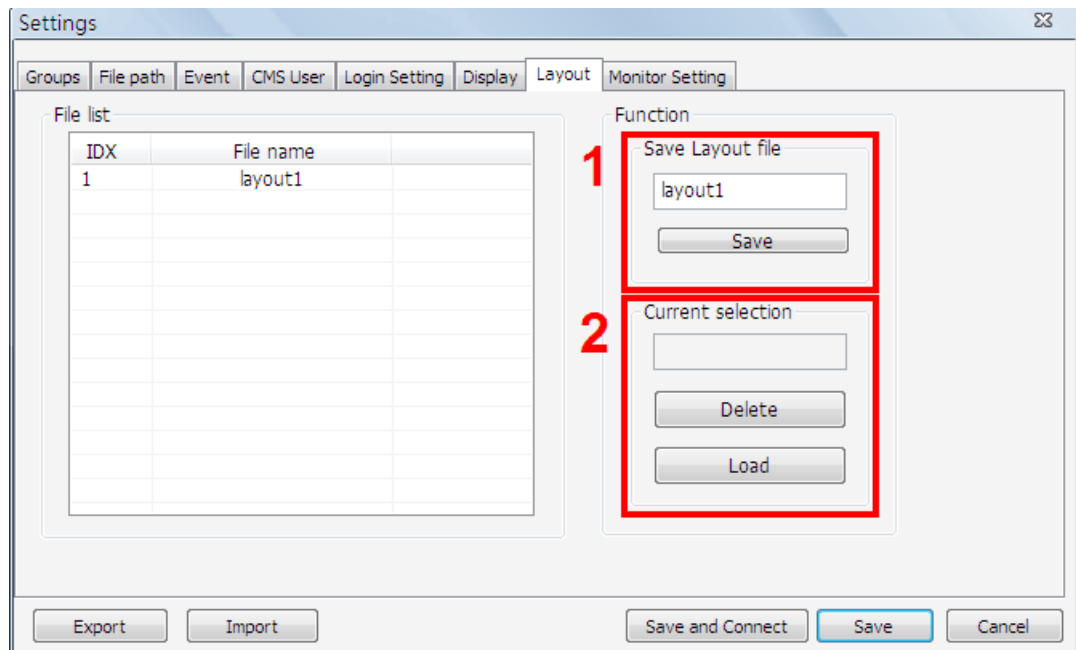 Settings
Groups File path Event CMS User Login Setting Display Layout Monitor Setting
File list
IDX File name
1 layout1
Function
1
Save Layout file
layout1
Save
2
Current selection
Delete
Load
Export Import Save and Connect Save Cancel